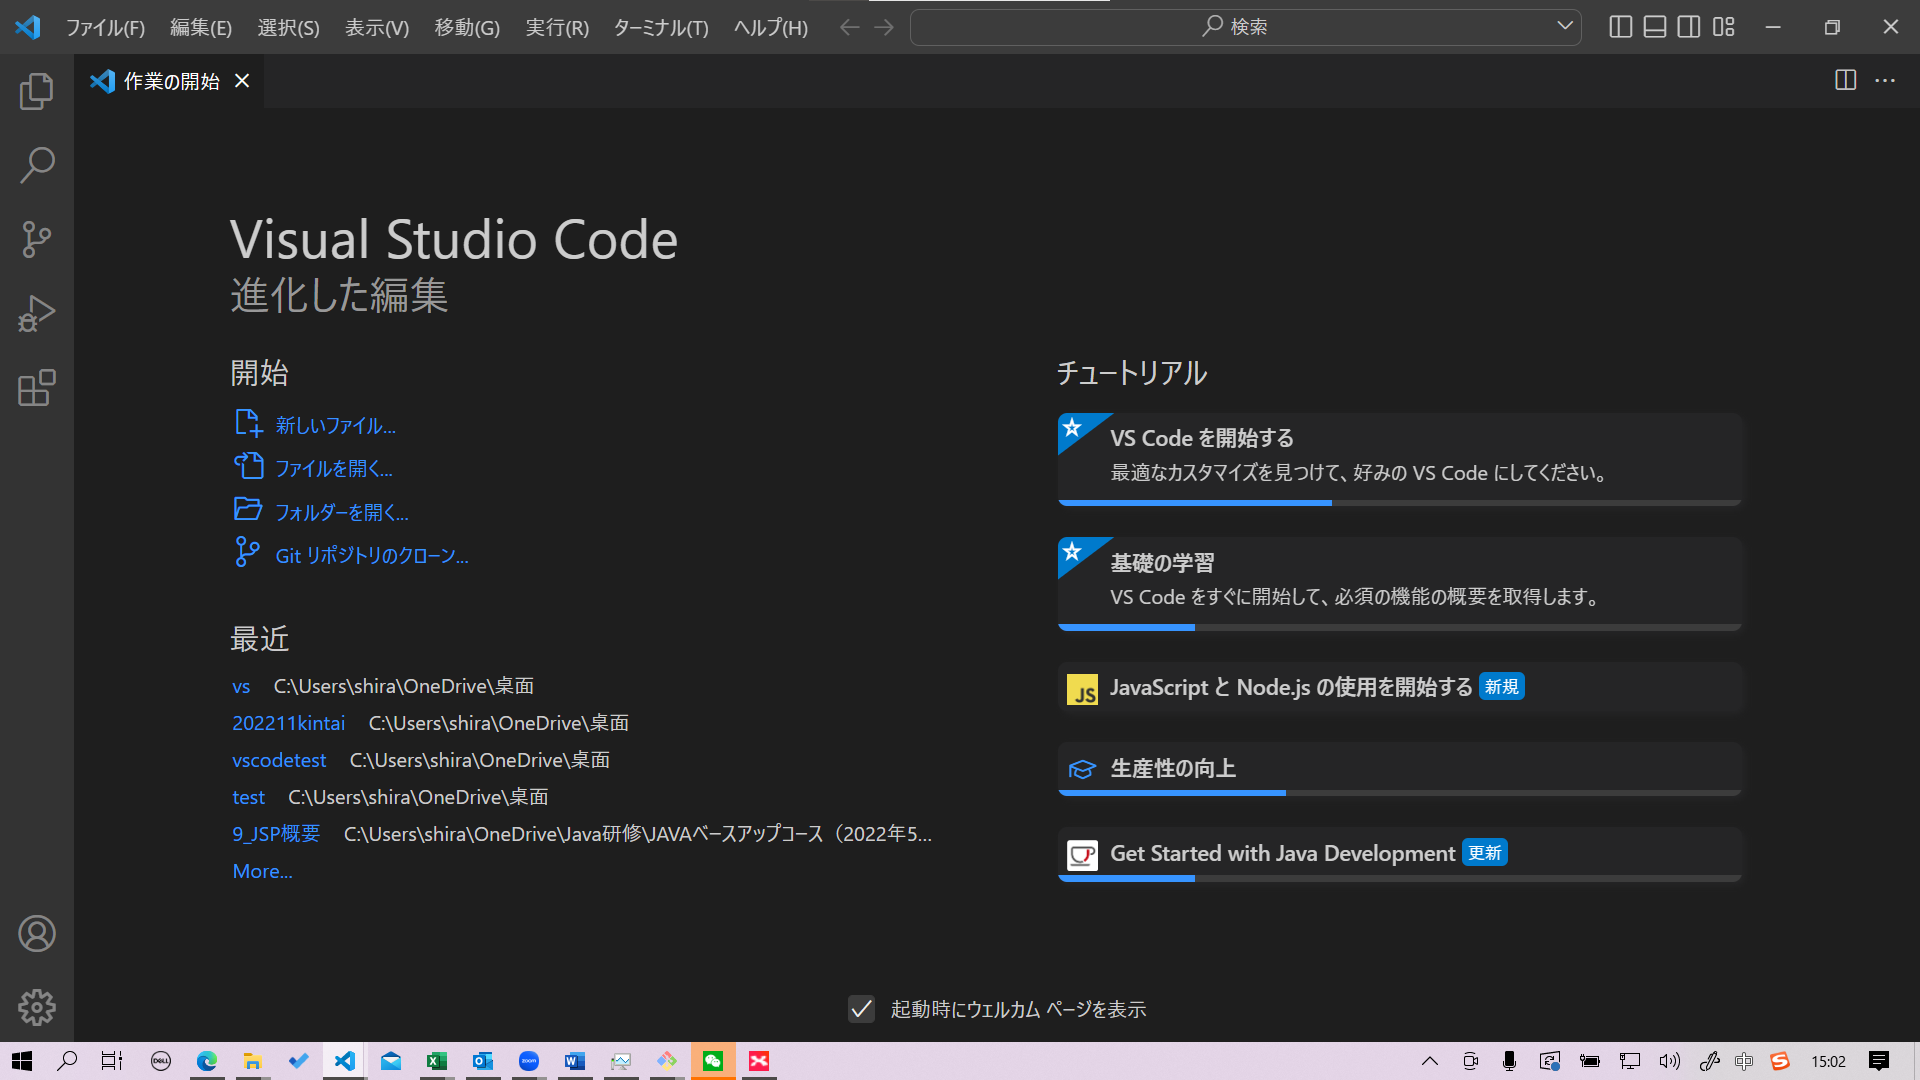 ファイル(F) 編集(E) 選択(S) 表示(V) 移動(G) 実行(R) ターミナル(T) ヘルプ(H) 検索
作業の開始
Visual Studio Code
進化した編集
開始
新しいファイル...
ファイルを開く...
フォルダーを開く...
Git リポジトリのクローン...
最近
vs C:\Users\shira\OneDrive\桌面
202211kintai C:\Users\shira\OneDrive\桌面
vscodetest C:\Users\shira\OneDrive\桌面
test C:\Users\shira\OneDrive\桌面
9_JSP概要 C:\Users\shira\OneDrive\Java研修\JAVAベースアップコース（2022年5...
More...
チュートリアル
VS Code を開始する
最適なカスタマイズを見つけて、好みの VS Code にしてください。
基礎の学習
VS Code をすぐに開始して、必須の機能の概要を取得します。
JS JavaScript と Node.js の使用を開始する 新規
生産性の向上
Get Started with Java Development 更新
起動時にウェルカム ページを表示
DELL zoom 中 15:02